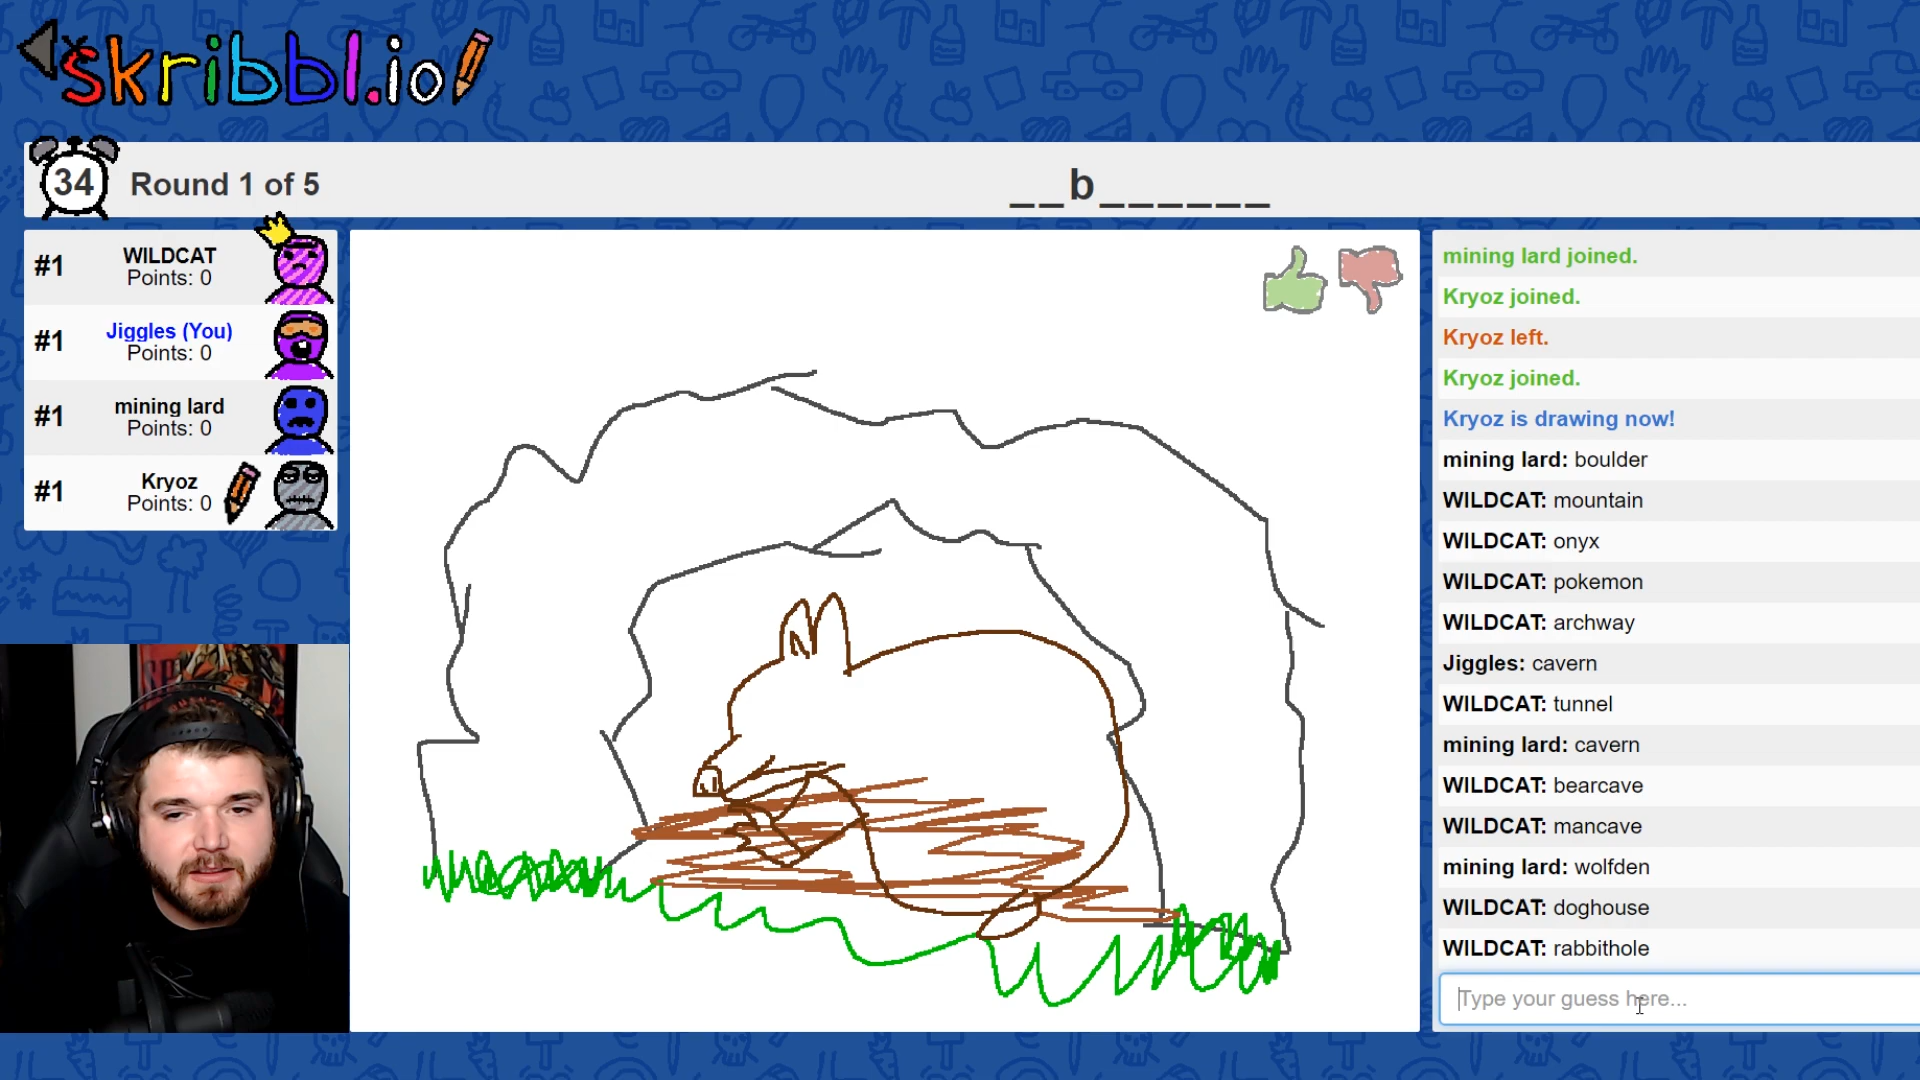 skribbl.io
34
Round 1 of 5
__b______
#1
WILDCAT
Points: 0
#1
Jiggles (You)
Points: 0
#1
mining lard
Points: 0
#1
Kryoz
Points: 0
mining lard joined.
Kryoz joined.
Kryoz left.
Kryoz joined.
Kryoz is drawing now!
mining lard: boulder
WILDCAT: mountain
WILDCAT: onyx
WILDCAT: pokemon
WILDCAT: archway
Jiggles: cavern
WILDCAT: tunnel
mining lard: cavern
WILDCAT: bearcave
WILDCAT: mancave
mining lard: wolfden
WILDCAT: doghouse
WILDCAT: rabbithole
Type your guess here...